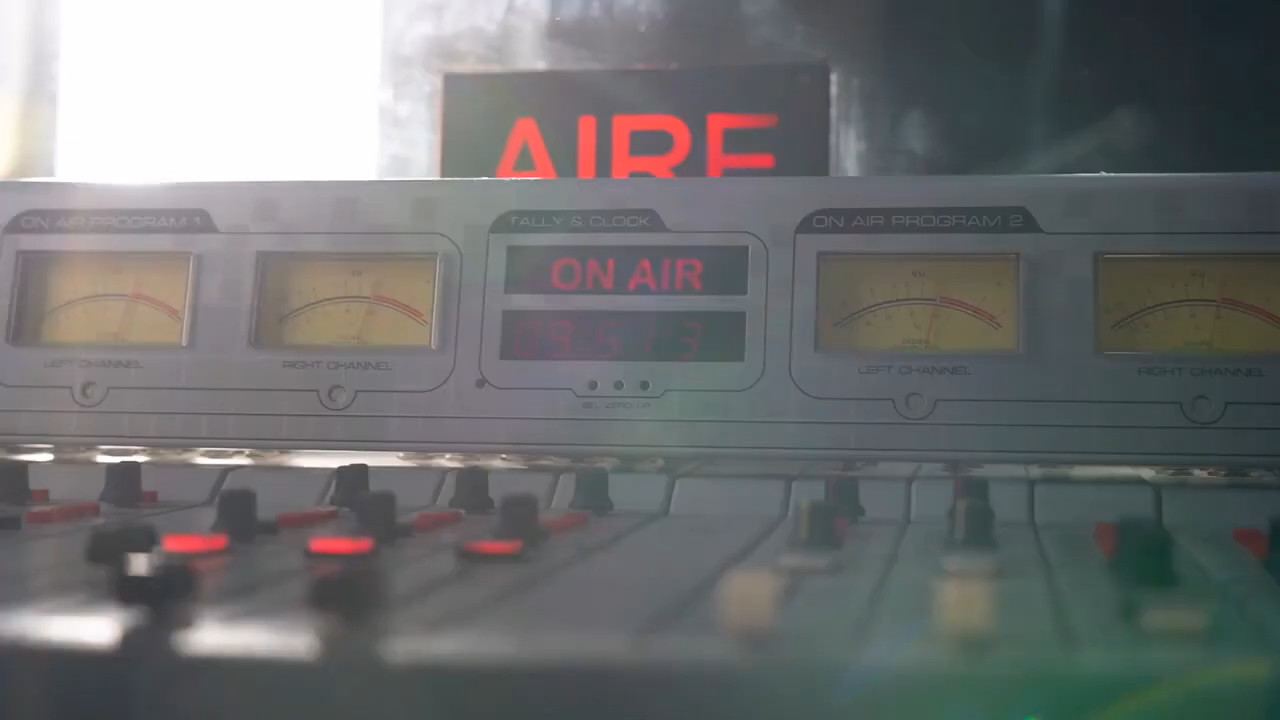 AIRE
ON AIR PROGRAM 1
TALLY & CLOCK
ON AIR PROGRAM 2
ON AIR
LEFT CHANNEL
RIGHT CHANNEL
LEFT CHANNEL
RIGHT CHANNEL